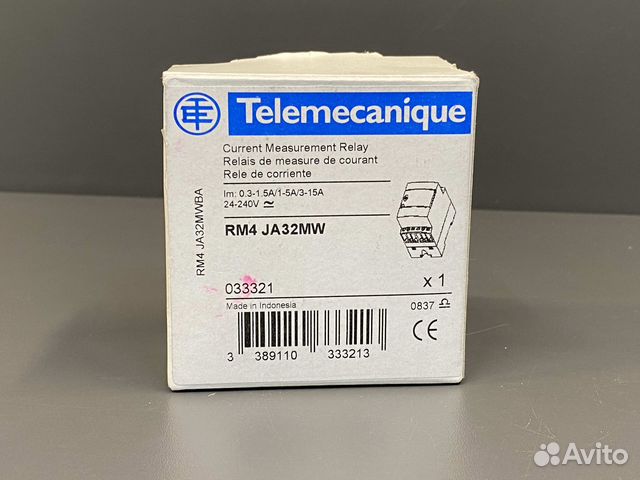 Telemecanique
Current Measurement Relay
Relais de measure de courant
Rele de corriente
Im: 0.3-1.5A/1-5A/3-15A
24-240V ≂
RM4 JA32MW
RM4 JA32MWBA
033321
x 1
Made in Indonesia
0837
CE
3 389110 333213
Avito